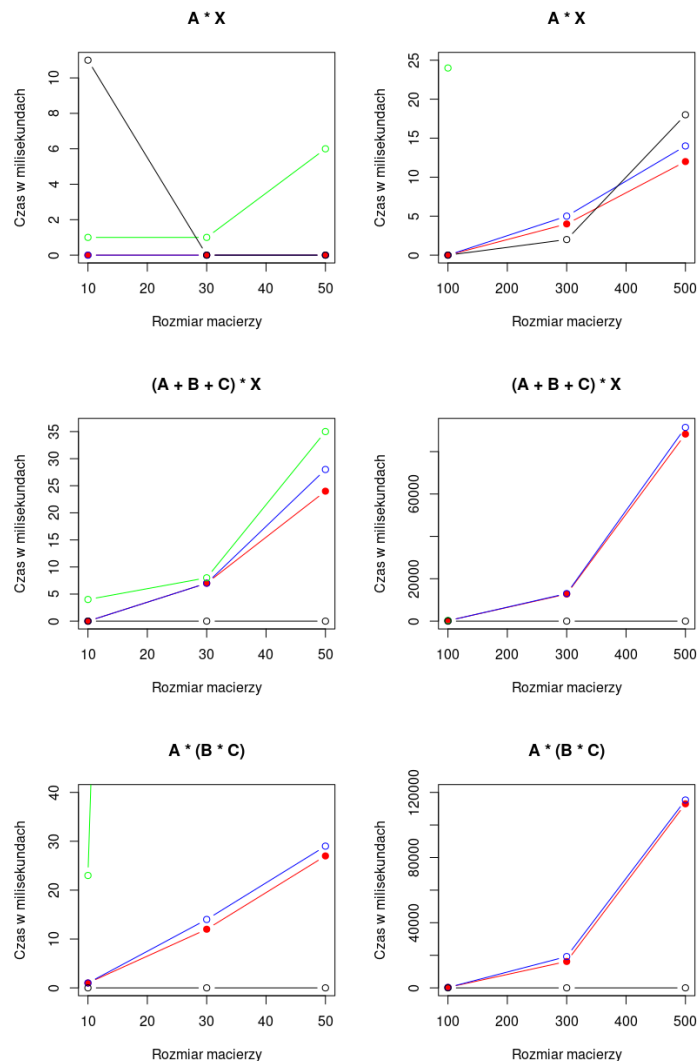 A * X
Czas w milisekundach
0 2 4 6 8 10
10 20 30 40 50
Rozmiar macierzy
A * X
Czas w milisekundach
0 5 10 15 20 25
100 200 300 400 500
Rozmiar macierzy
(A + B + C) * X
Czas w milisekundach
0 5 10 15 20 25 30 35
10 20 30 40 50
Rozmiar macierzy
(A + B + C) * X
Czas w milisekundach
0 20000 60000
100 200 300 400 500
Rozmiar macierzy
A * (B * C)
Czas w milisekundach
0 10 20 30 40
10 20 30 40 50
Rozmiar macierzy
A * (B * C)
Czas w milisekundach
0 40000 80000 120000
100 200 300 400 500
Rozmiar macierzy